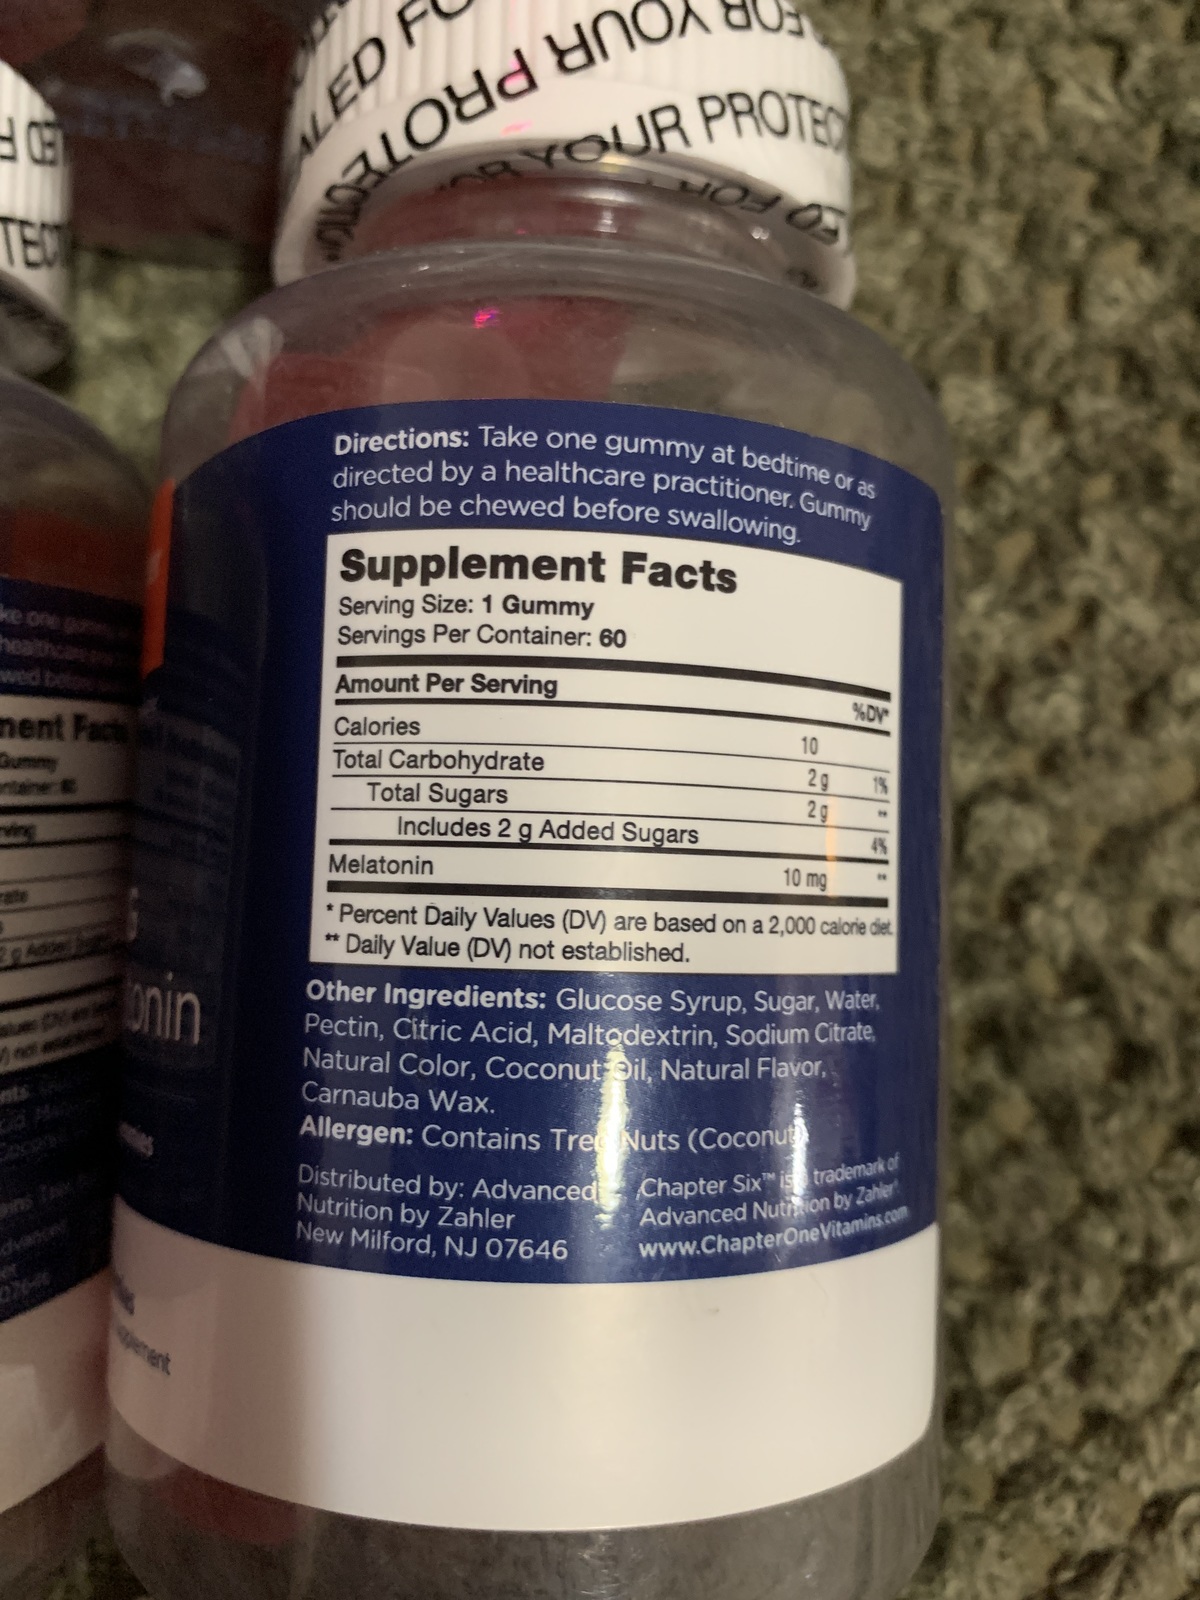 SEALED FO
FOR YOUR PROTEC
FOR YOUR PROTEC
Directions: Take one gummy at bedtime or as
directed by a healthcare practitioner. Gummy
should be chewed before swallowing.
Supplement Facts
Serving Size: 1 Gummy
Servings Per Container: 60
Amount Per Serving
%DV*
Calories 10
Total Carbohydrate 2 g 1%
Total Sugars 2 g **
Includes 2 g Added Sugars 4%
Melatonin 10 mg **
* Percent Daily Values (DV) are based on a 2,000 calorie diet.
** Daily Value (DV) not established.
Other Ingredients: Glucose Syrup, Sugar, Water,
Pectin, Citric Acid, Maltodextrin, Sodium Citrate,
Natural Color, Coconut Oil, Natural Flavor,
Carnauba Wax.
Allergen: Contains Tree Nuts (Coconut)
Distributed by: Advanced
Nutrition by Zahler
New Milford, NJ 07646
Chapter Six™ is a trademark of
Advanced Nutrition by Zahler
www.ChapterOneVitamins.com